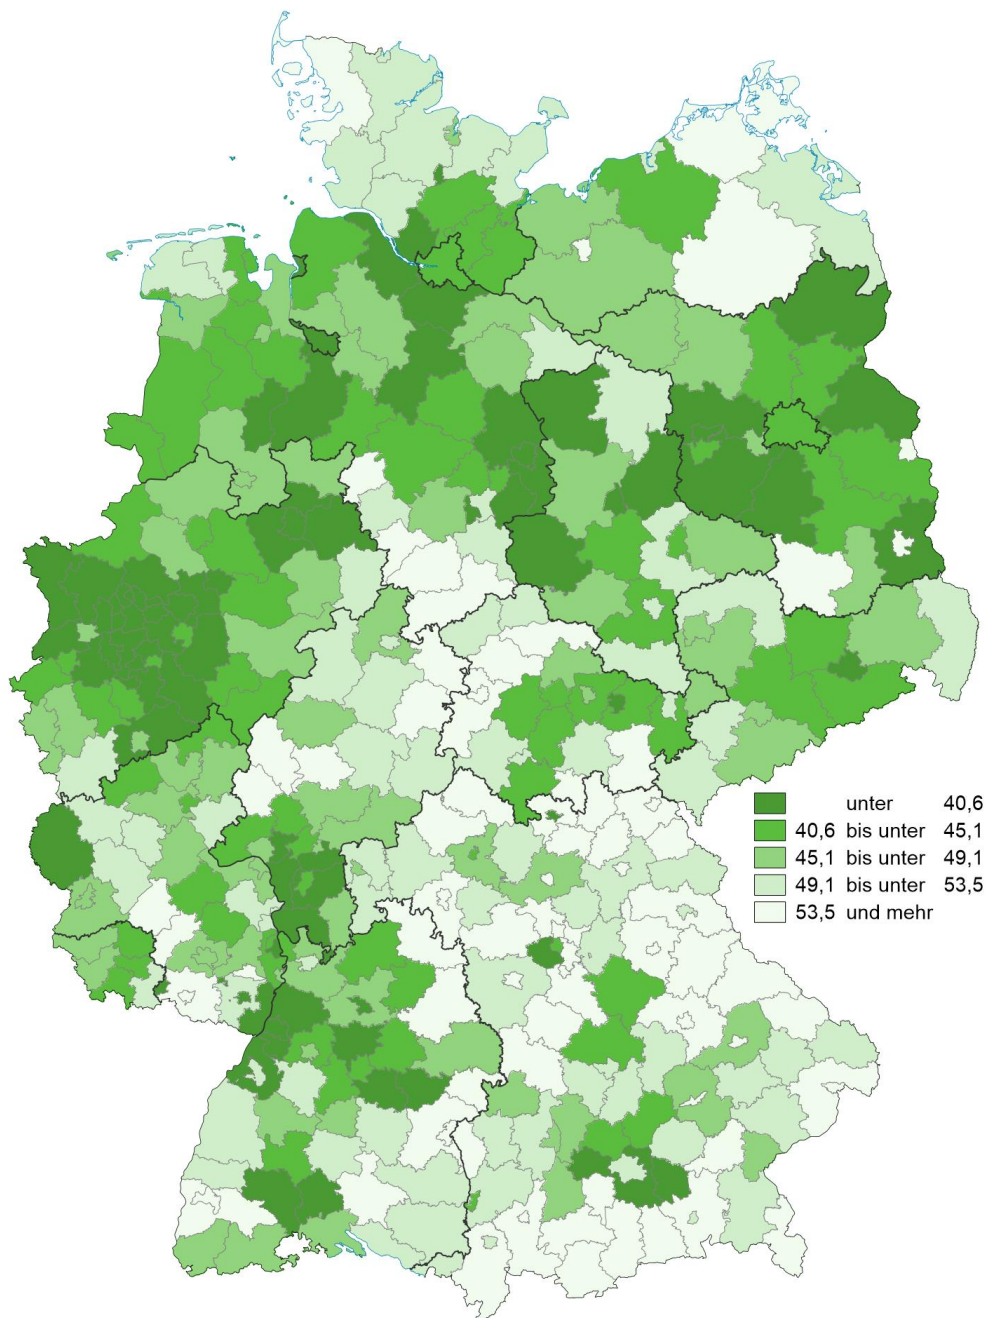 unter 40,6
40,6 bis unter 45,1
45,1 bis unter 49,1
49,1 bis unter 53,5
53,5 und mehr